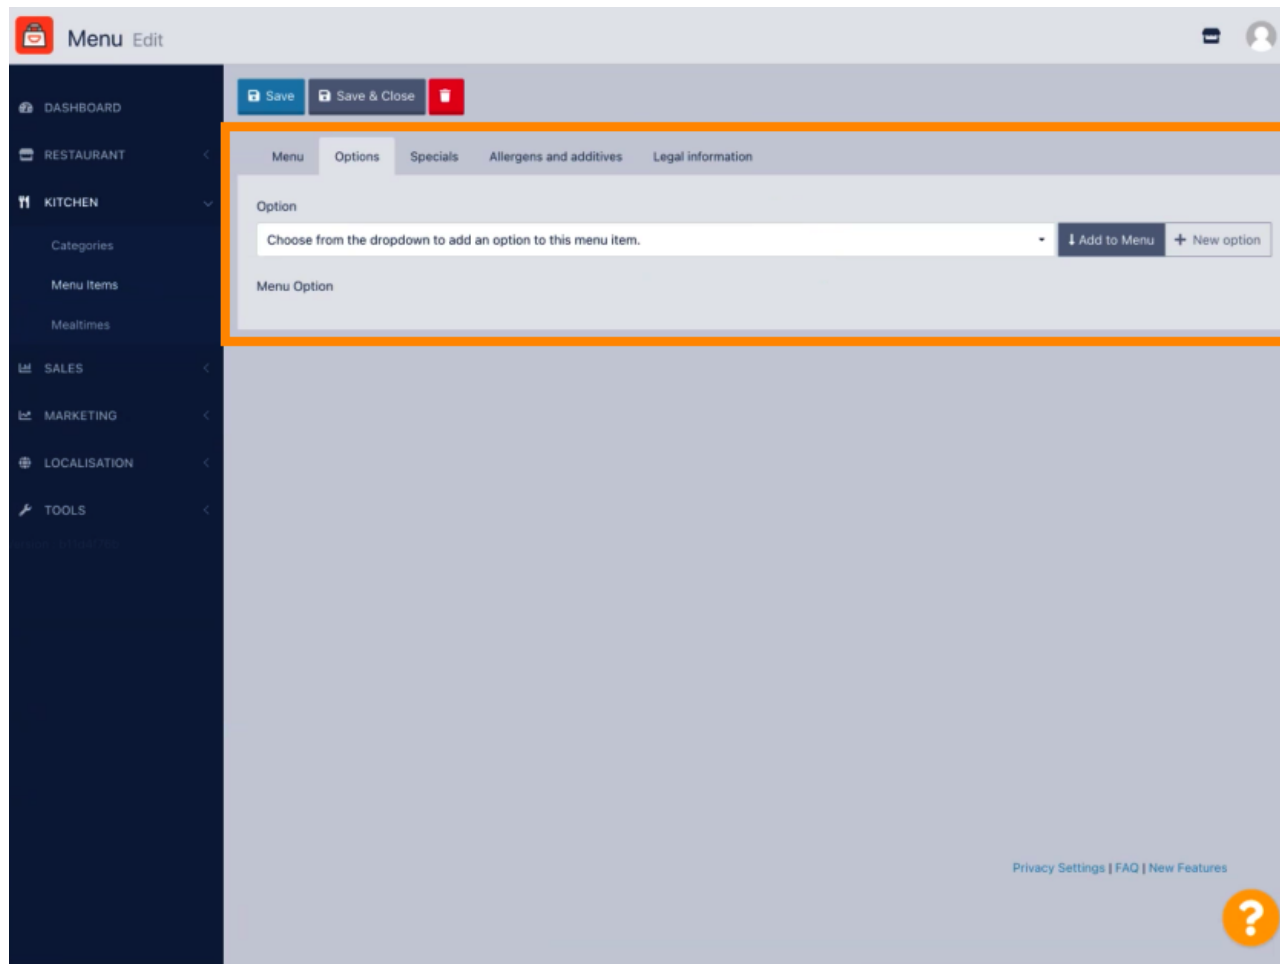 Menu Edit
Save
Save & Close
DASHBOARD
RESTAURANT
KITCHEN
Categories
Menu Items
Mealtimes
SALES
MARKETING
LOCALISATION
TOOLS
Menu
Options
Specials
Allergens and additives
Legal information
Option
Choose from the dropdown to add an option to this menu item.
Add to Menu
New option
Menu Option
Privacy Settings | FAQ | New Features
?